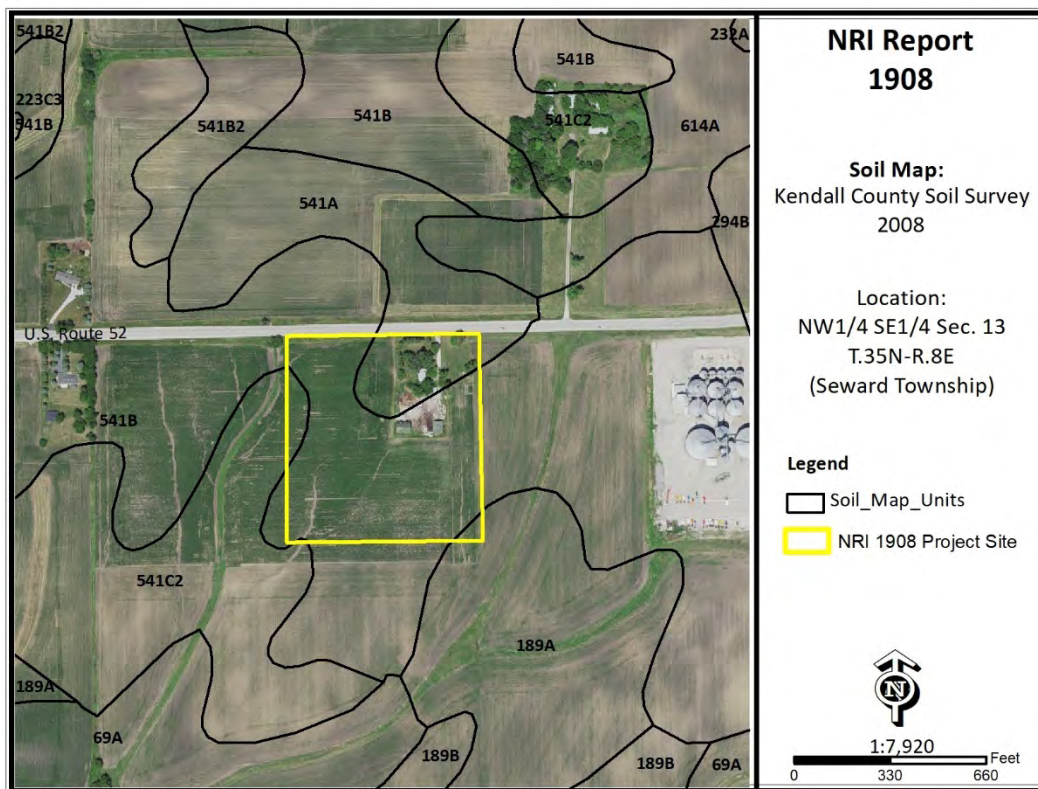 541B2
232A
541B
223C3
541B
541B2
541B
541C2
614A
541A
294B
U.S. Route 52
541B
541C2
189A
189A
69A
189B
189B
69A
NRI Report
1908
Soil Map:
Kendall County Soil Survey
2008
Location:
NW1/4 SE1/4 Sec. 13
T.35N-R.8E
(Seward Township)
Legend
Soil_Map_Units
NRI 1908 Project Site
N
1:7,920
Feet
0 330 660